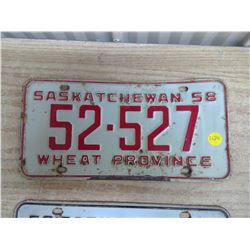 SASKATCHEWAN 58
52·527
WHEAT PROVINCE